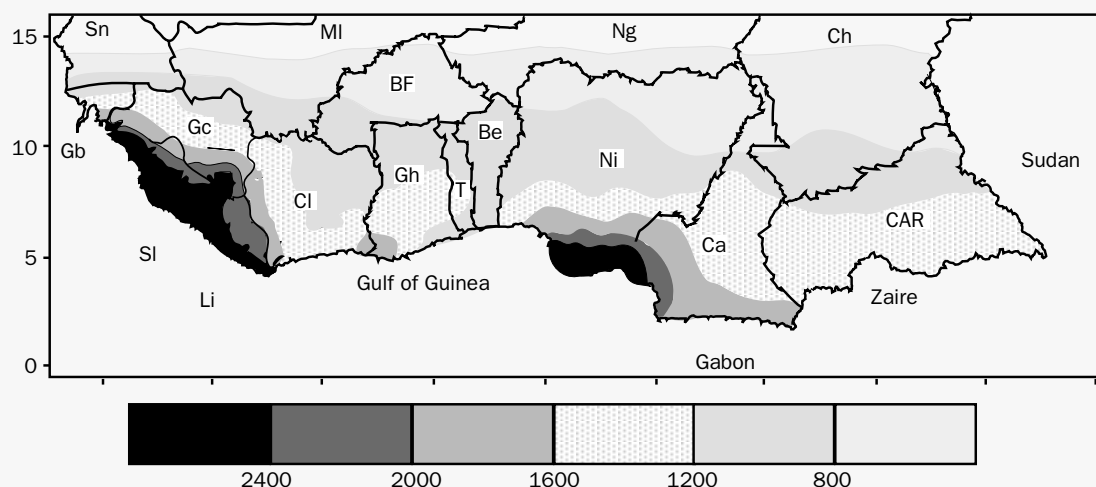 Sn
Ml
Ng
Ch
15
BF
Gc
Be
10
Gb
Ni
Sudan
Gh
T
CI
CAR
Sl
Ca
5
Gulf of Guinea
Li
Zaire
Gabon
0
2400 2000 1600 1200 800